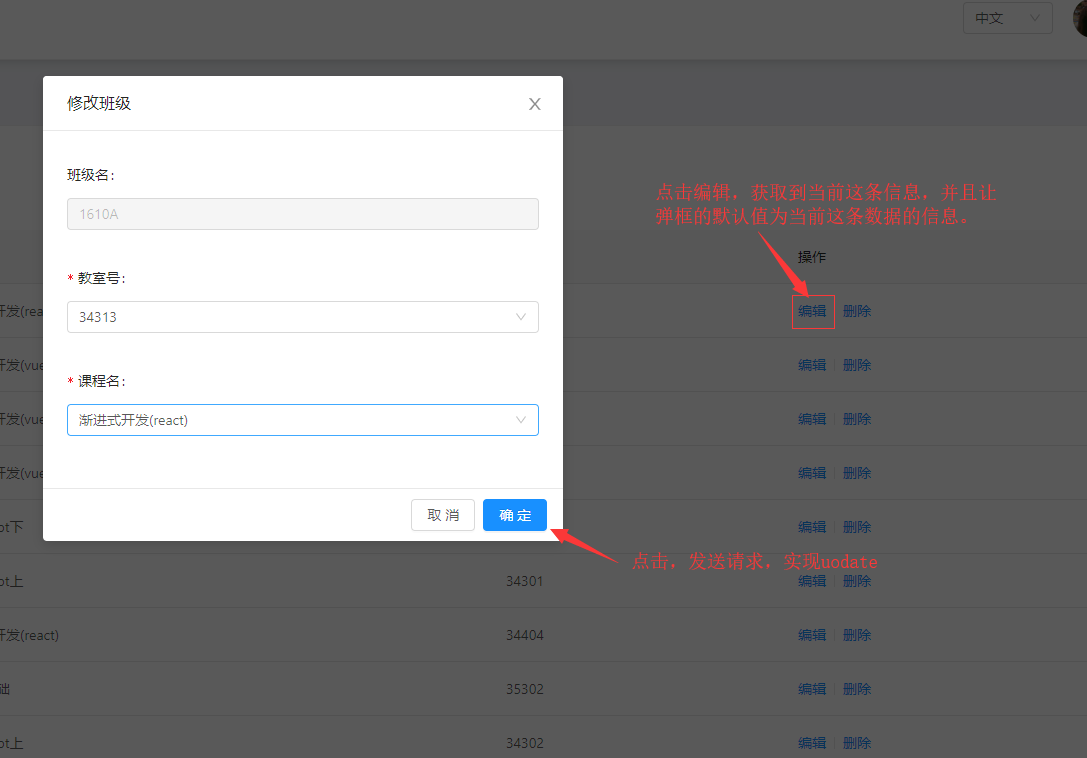 中文
修改班级
班级名:
1610A
点击编辑，获取到当前这条信息，并且让
弹框的默认值为当前这条数据的信息。
操作
* 教室号:
开发(rea
34313
编辑 删除
开发(vue
编辑 删除
* 课程名:
开发(vue
渐进式开发(react)
编辑 删除
开发(vue
编辑 删除
取 消 确 定
ot下
编辑 删除
点击，发送请求，实现uodate
ot上 34301 编辑 删除
开发(react) 34404 编辑 删除
础 35302 编辑 删除
ot上 34302 编辑 删除